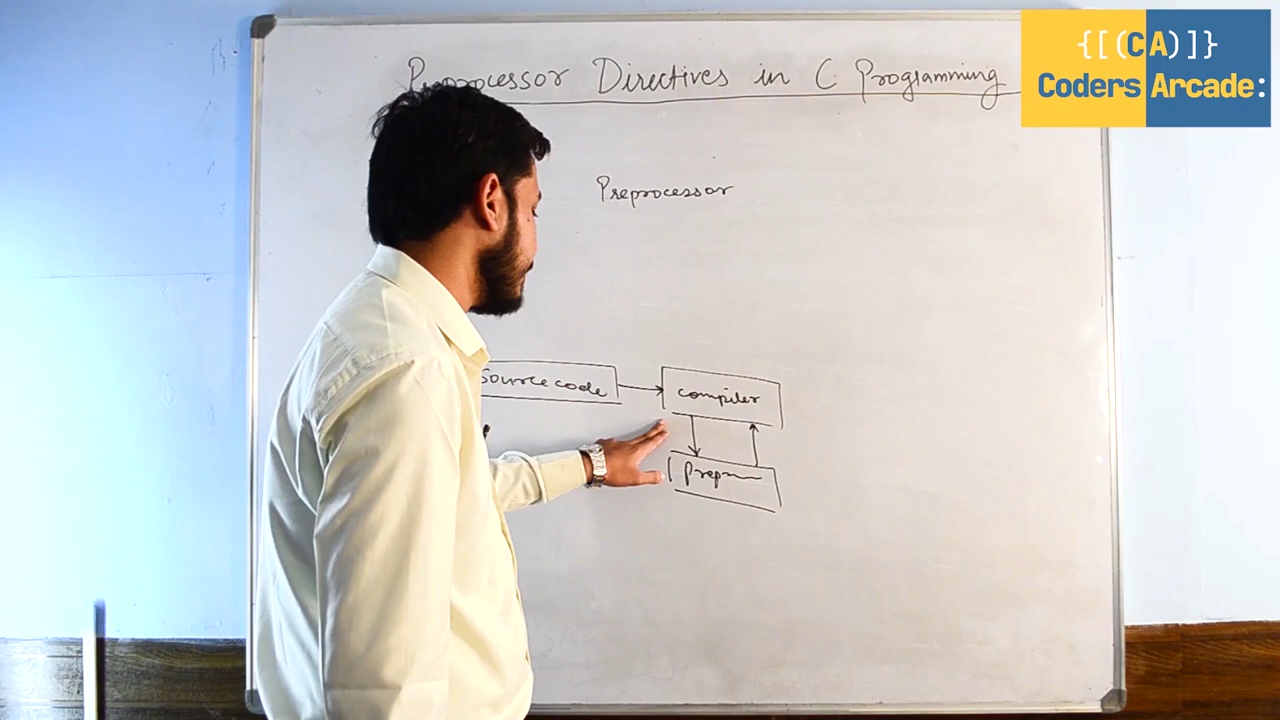 {[(CA)]}
Coders Arcade:
Preprocessor Directives in C Programming
Preprocessor
Source code
compiler